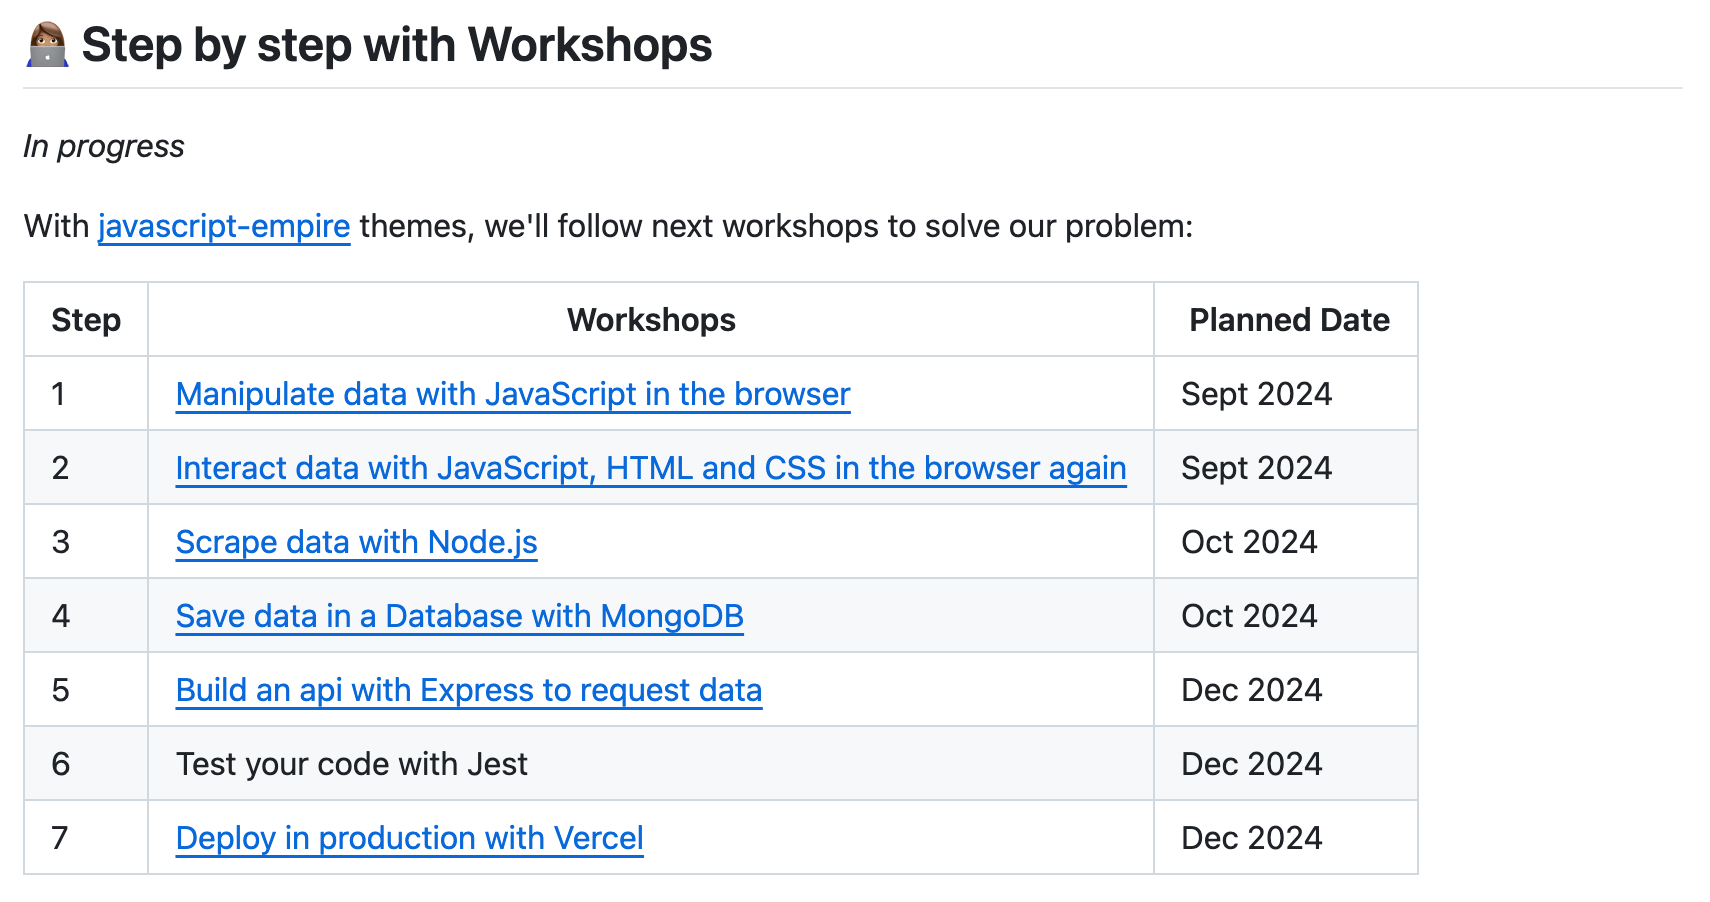 👩🏽‍💻 Step by step with Workshops
In progress
With javascript-empire themes, we'll follow next workshops to solve our problem:
Step Workshops Planned Date
1 Manipulate data with JavaScript in the browser Sept 2024
2 Interact data with JavaScript, HTML and CSS in the browser again Sept 2024
3 Scrape data with Node.js Oct 2024
4 Save data in a Database with MongoDB Oct 2024
5 Build an api with Express to request data Dec 2024
6 Test your code with Jest Dec 2024
7 Deploy in production with Vercel Dec 2024